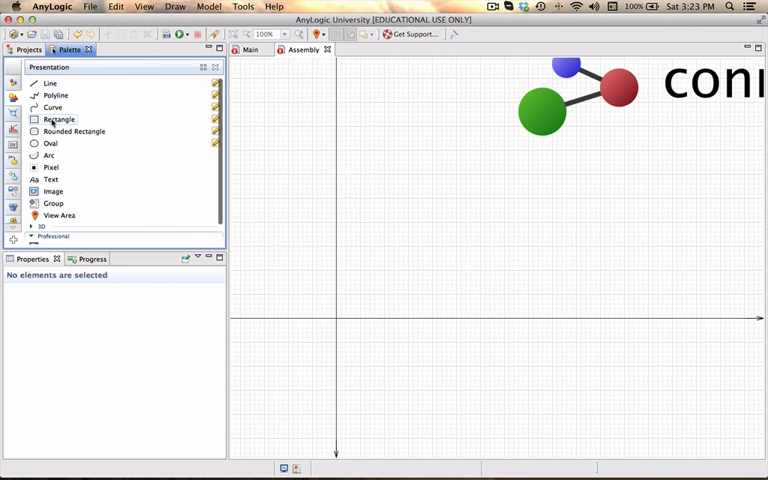 AnyLogic File Edit View Draw Model Tools Help 100% Sat 3:23 PM
AnyLogic University [EDUCATIONAL USE ONLY]
100% Get Support...
Projects Palette Main Assembly
Presentation
Line
Polyline
Curve
Rectangle
Rounded Rectangle
Oval
Arc
Pixel
Text
Image
Group
View Area
3D
Professional
Properties Progress
No elements are selected